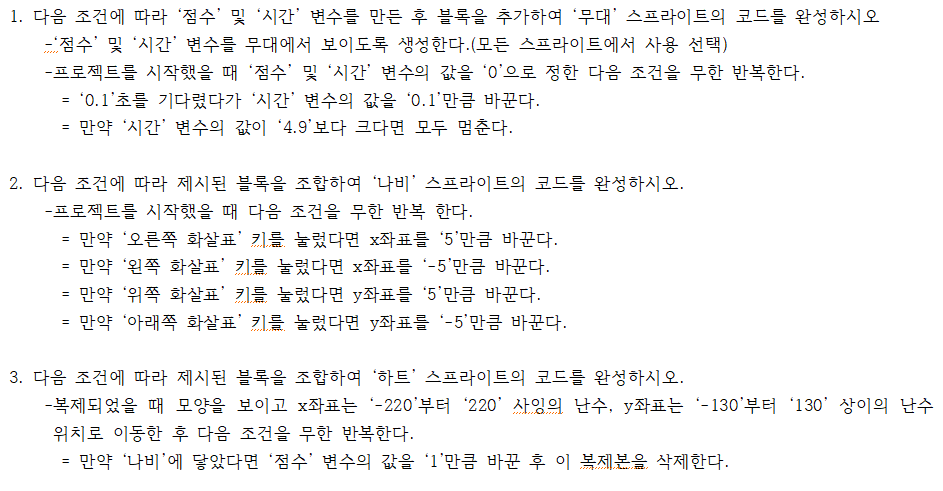 1. 다음 조건에 따라 ‘점수’ 및 ‘시간’ 변수를 만든 후 블록을 추가하여 ‘무대’ 스프라이트의 코드를 완성하시오
-‘점수’ 및 ‘시간’ 변수를 무대에서 보이도록 생성한다.(모든 스프라이트에서 사용 선택)
-프로젝트를 시작했을 때 ‘점수’ 및 ‘시간’ 변수의 값을 ‘0’으로 정한 다음 조건을 무한 반복한다.
= ‘0.1’초를 기다렸다가 ‘시간’ 변수의 값을 ‘0.1’만큼 바꾼다.
= 만약 ‘시간’ 변수의 값이 ‘4.9’보다 크다면 모두 멈춘다.
2. 다음 조건에 따라 제시된 블록을 조합하여 ‘나비’ 스프라이트의 코드를 완성하시오.
-프로젝트를 시작했을 때 다음 조건을 무한 반복 한다.
= 만약 ‘오른쪽 화살표’ 키를 눌렀다면 x좌표를 ‘5’만큼 바꾼다.
= 만약 ‘왼쪽 화살표’ 키를 눌렀다면 x좌표를 ‘-5’만큼 바꾼다.
= 만약 ‘위쪽 화살표’ 키를 눌렀다면 y좌표를 ‘5’만큼 바꾼다.
= 만약 ‘아래쪽 화살표’ 키를 눌렀다면 y좌표를 ‘-5’만큼 바꾼다.
3. 다음 조건에 따라 제시된 블록을 조합하여 ‘하트’ 스프라이트의 코드를 완성하시오.
-복제되었을 때 모양을 보이고 x좌표는 ‘-220’부터 ‘220’ 사잉의 난수, y좌표는 ‘-130’부터 ‘130’ 상이의 난수
위치로 이동한 후 다음 조건을 무한 반복한다.
= 만약 ‘나비’에 닿았다면 ‘점수’ 변수의 값을 ‘1’만큼 바꾼 후 이 복제본을 삭제한다.